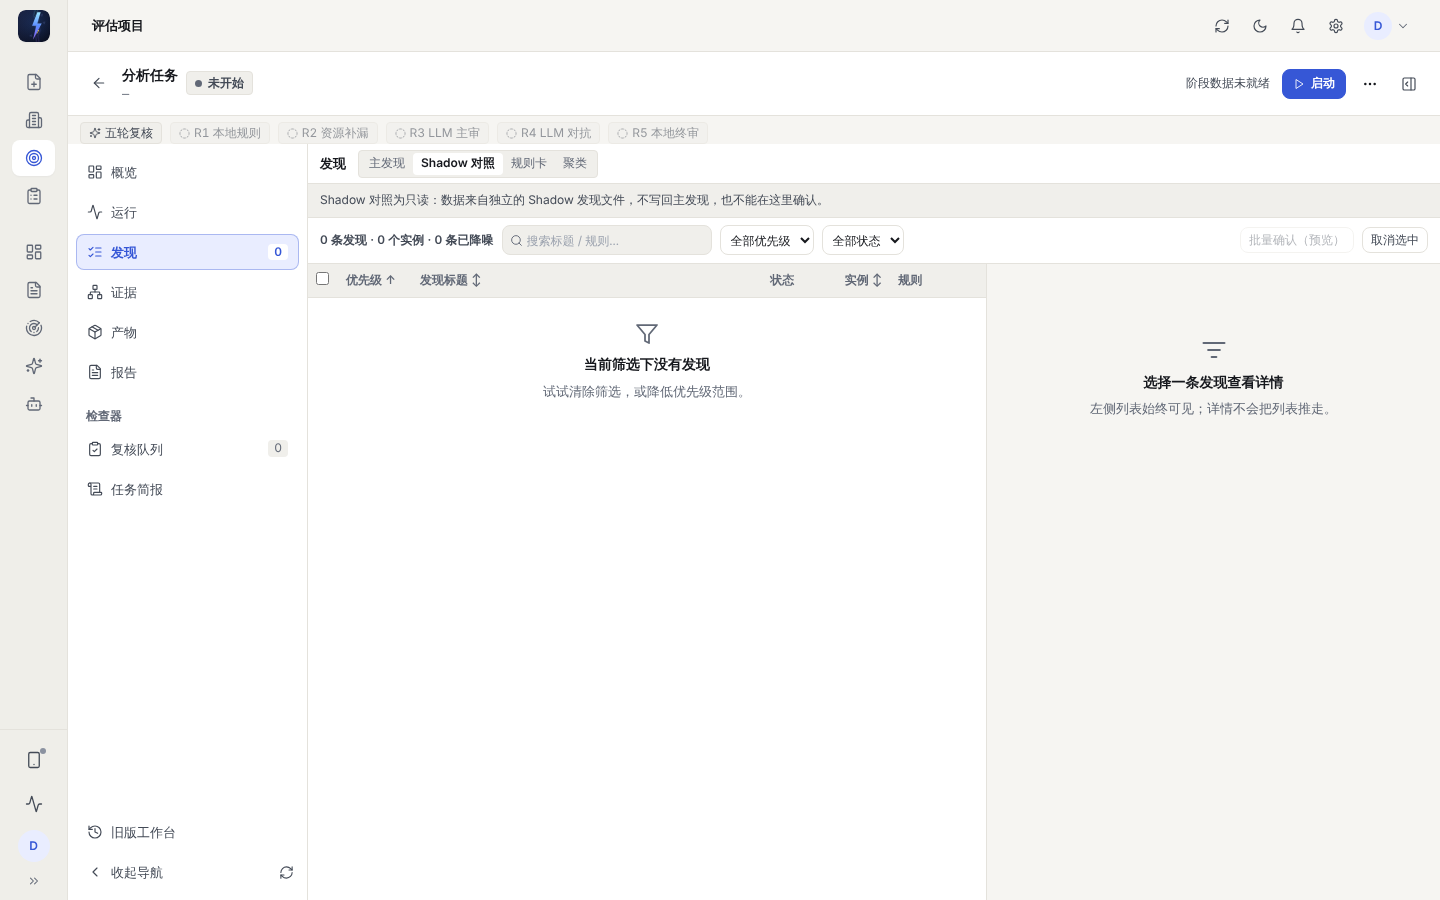 评估项目
D
分析任务
–
未开始
阶段数据未就绪
启动
五轮复核
R1 本地规则
R2 资源补漏
R3 LLM 主审
R4 LLM 对抗
R5 本地终审
概览
运行
发现
0
证据
产物
报告
检查器
复核队列
0
任务简报
旧版工作台
收起导航
D
发现
主发现
Shadow 对照
规则卡
聚类
Shadow 对照为只读：数据来自独立的 Shadow 发现文件，不写回主发现，也不能在这里确认。
0 条发现 · 0 个实例 · 0 条已降噪
搜索标题 / 规则...
全部优先级
全部状态
批量确认（预览）
取消选中
优先级
发现标题
状态
实例
规则
当前筛选下没有发现
试试清除筛选，或降低优先级范围。
选择一条发现查看详情
左侧列表始终可见；详情不会把列表推走。